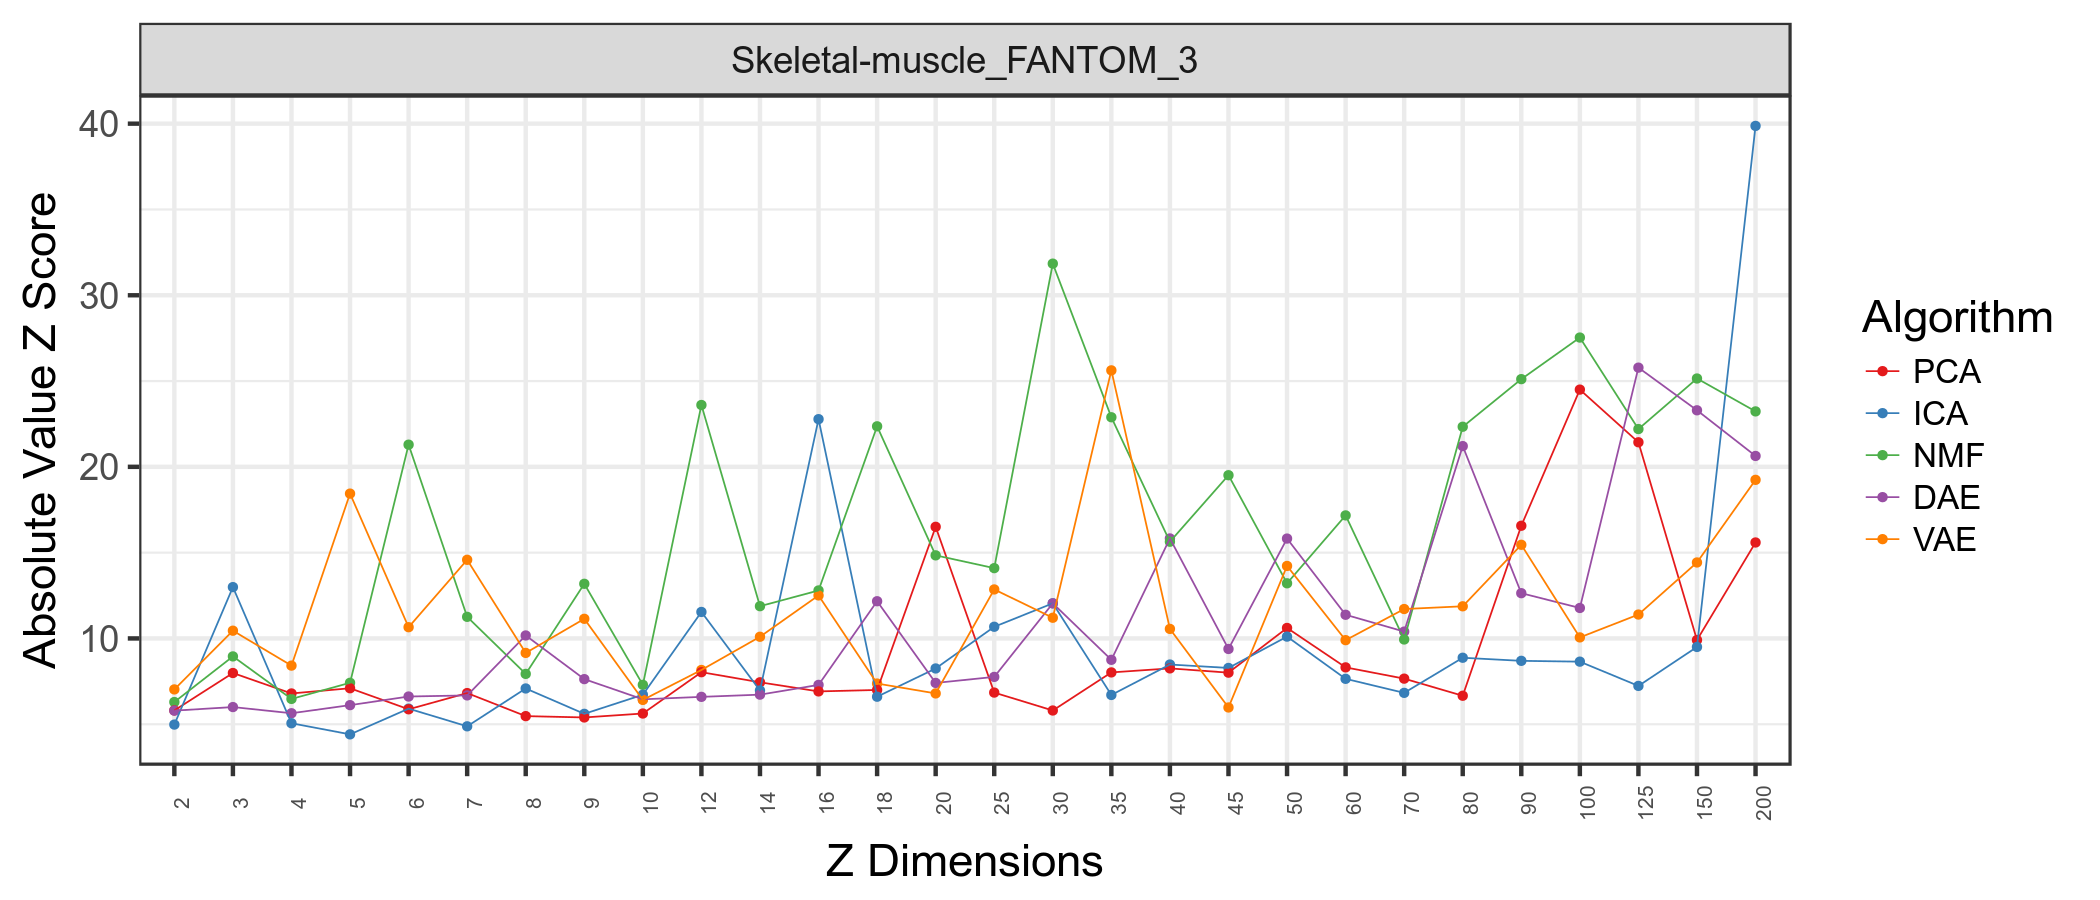 Skeletal-muscle_FANTOM_3
Absolute Value Z Score
40
30
20
10
2 3 4 5 6 7 8 9 10 12 14 16 18 20 25 30 35 40 45 50 60 70 80 90 100 125 150 200
Z Dimensions
Algorithm
PCA
ICA
NMF
DAE
VAE